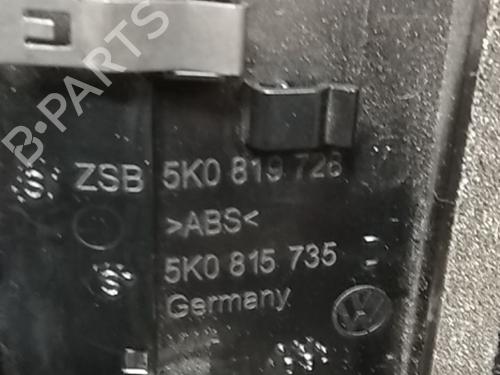 B-PARTS
ZSB 5K0 819 728
>ABS<
5K0 815 735 D
Germany